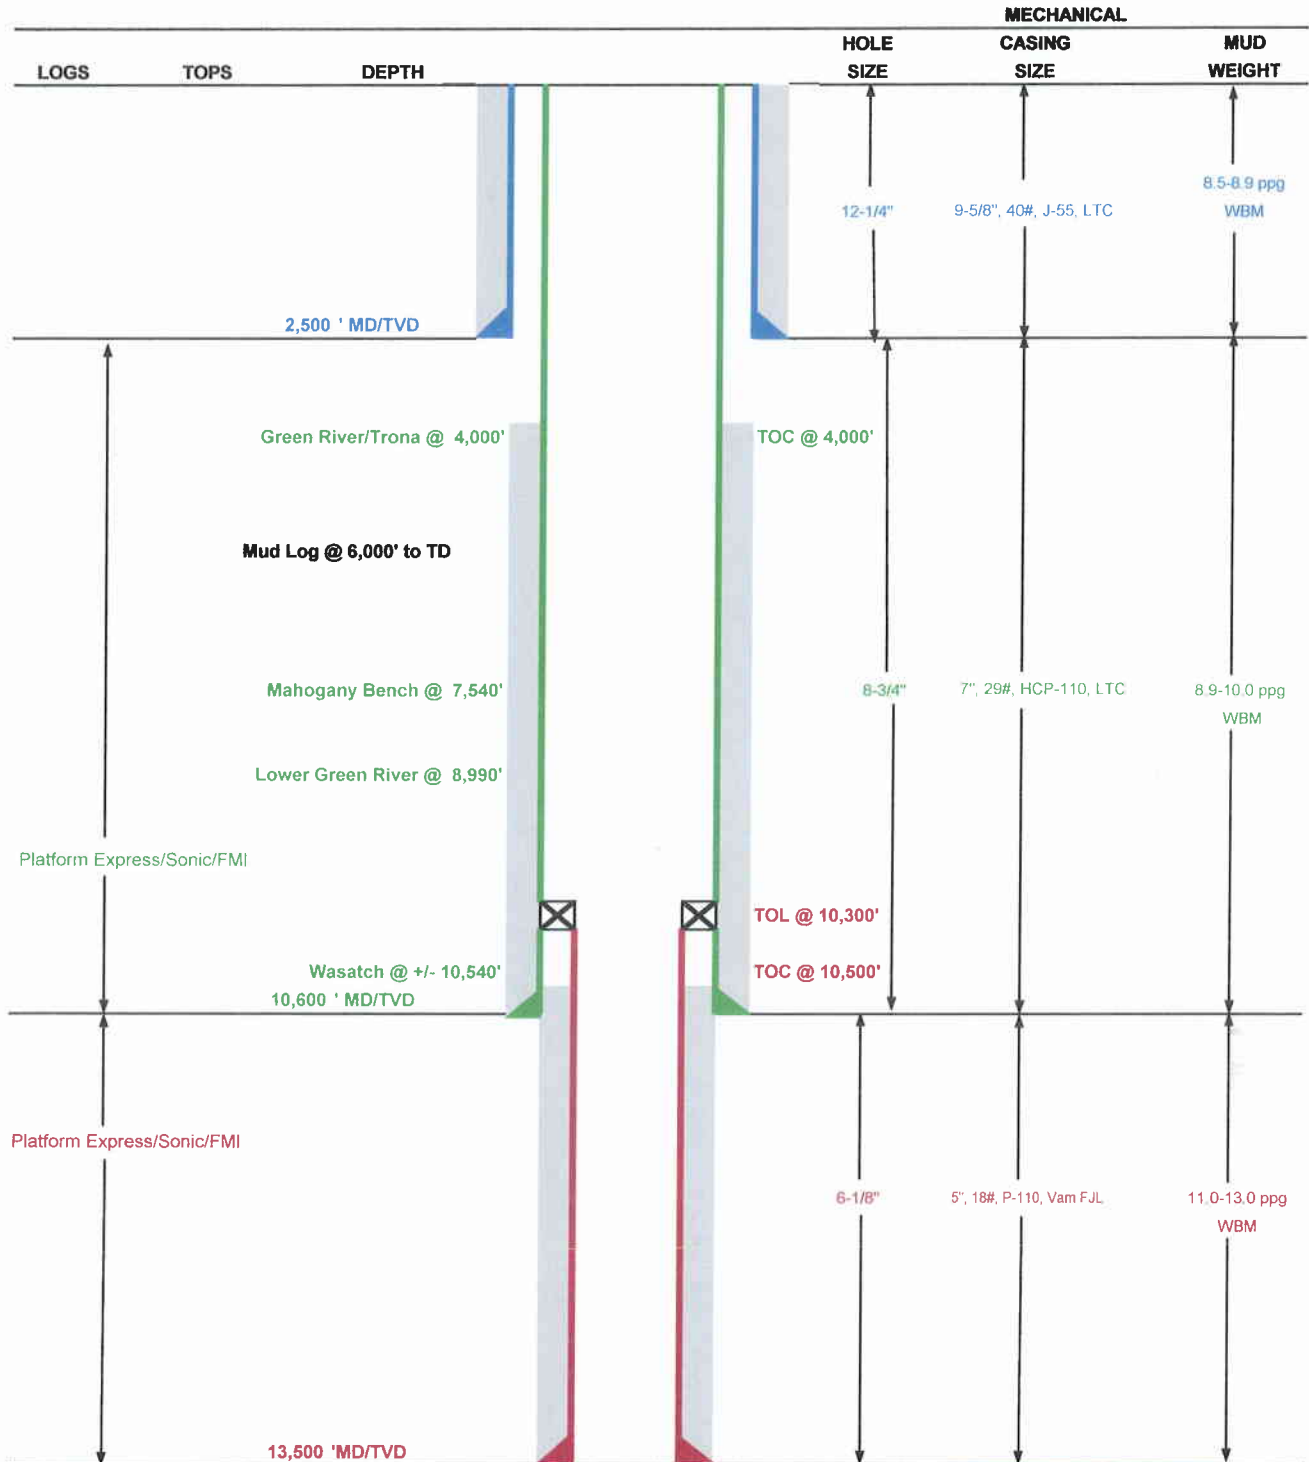 MECHANICAL
HOLE CASING MUD
LOGS TOPS DEPTH SIZE SIZE WEIGHT
8.5-8.9 ppg
12-1/4" 9-5/8", 40#, J-55, LTC WBM
2,500 ' MD/TVD
Green River/Trona @ 4,000' TOC @ 4,000'
Mud Log @ 6,000' to TD
Mahogany Bench @ 7,540' 8-3/4" 7", 29#, HCP-110, LTC 8.9-10.0 ppg
WBM
Lower Green River @ 8,990'
Platform Express/Sonic/FMI
TOL @ 10,300'
Wasatch @ +/- 10,540' TOC @ 10,500'
10,600 ' MD/TVD
Platform Express/Sonic/FMI
6-1/8" 5", 18#, P-110, Vam FJL 11.0-13.0 ppg
WBM
13,500 'MD/TVD